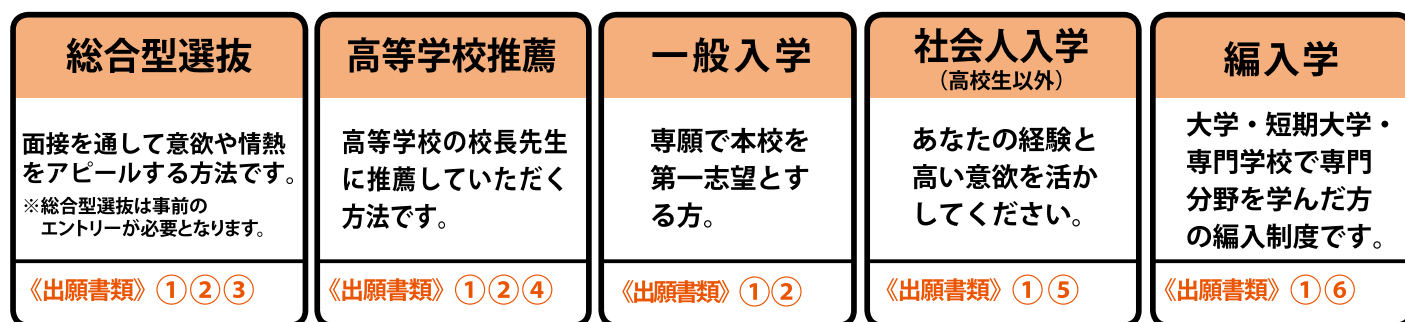 総合型選抜
面接を通して意欲や情熱
をアピールする方法です。
※総合型選抜は事前の
エントリーが必要となります。
《出願書類》①②③
高等学校推薦
高等学校の校長先生
に推薦していただく
方法です。
《出願書類》①②④
一般入学
専願で本校を
第一志望とす
る方。
《出願書類》①②
社会人入学
（高校生以外）
あなたの経験と
高い意欲を活か
してください。
《出願書類》①⑤
編入学
大学・短期大学・
専門学校で専門
分野を学んだ方
の編入制度です。
《出願書類》①⑥